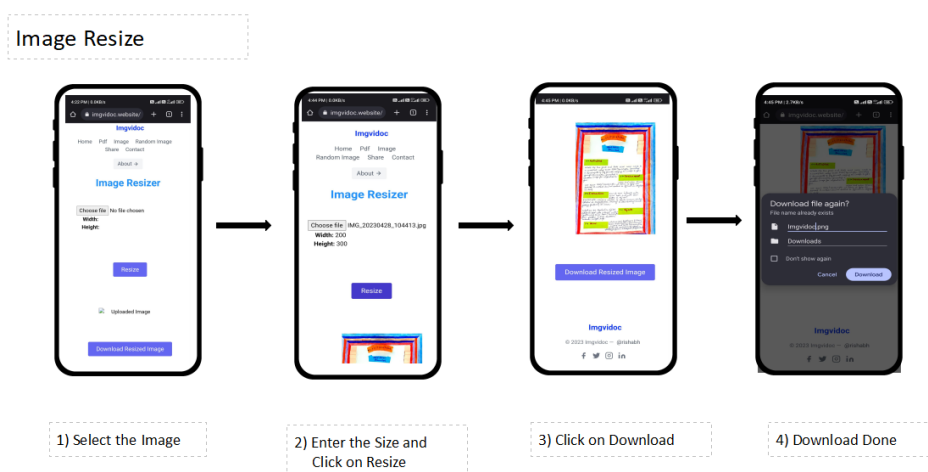 Image Resize
4:22 PM | 0.0KB/s
imgvidoc.website/
Imgvidoc
Home Pdf Image Random Image
Share Contact
About →
Image Resizer
Choose file No file chosen
Width:
Height:
Resize
Uploaded Image
Download Resized Image
4:44 PM | 0.0KB/s
imgvidoc.website/
Imgvidoc
Home Pdf Image
Random Image Share Contact
About →
Image Resizer
Choose file IMG_20230428_104413.jpg
Width: 200
Height: 300
Resize
4:45 PM | 0.0KB/s
Download Resized Image
Imgvidoc
© 2023 Imgvidoc — @rishabh
4:45 PM | 2.7KB/s
imgvidoc.website/
Download file again?
File name already exists
Imgvidoc.png
Downloads
Don't show again
Cancel Download
Imgvidoc
© 2023 Imgvidoc — @rishabh
1) Select the Image
2) Enter the Size and
Click on Resize
3) Click on Download
4) Download Done